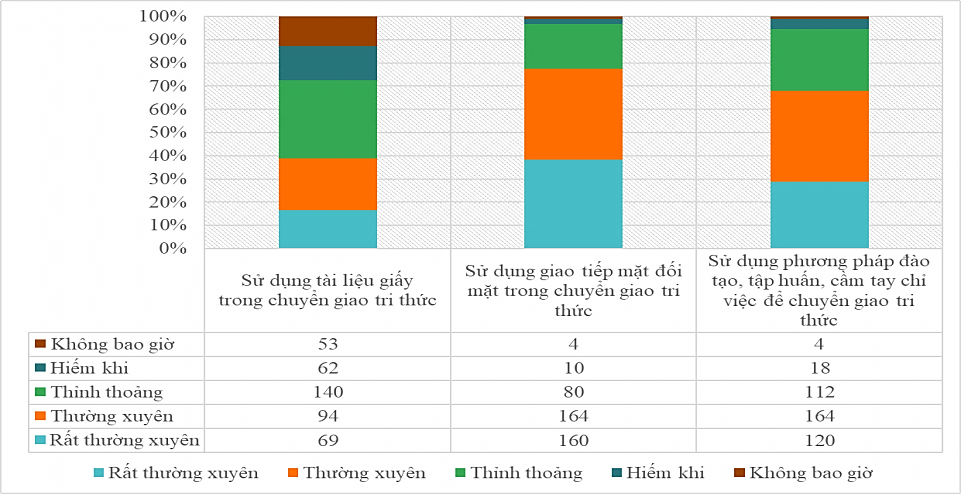 100%
90%
80%
70%
60%
50%
40%
30%
20%
10%
0%
Sử dụng tài liệu giấy
trong chuyển giao tri thức
Sử dụng giao tiếp mặt đối
mặt trong chuyển giao tri
thức
Sử dụng phương pháp đào
tạo, tập huấn, cầm tay chỉ
việc để chuyển giao tri
thức
Không bao giờ 53 4 4
Hiếm khi 62 10 18
Thỉnh thoảng 140 80 112
Thường xuyên 94 164 164
Rất thường xuyên 69 160 120
Rất thường xuyên Thường xuyên Thỉnh thoảng Hiếm khi Không bao giờ